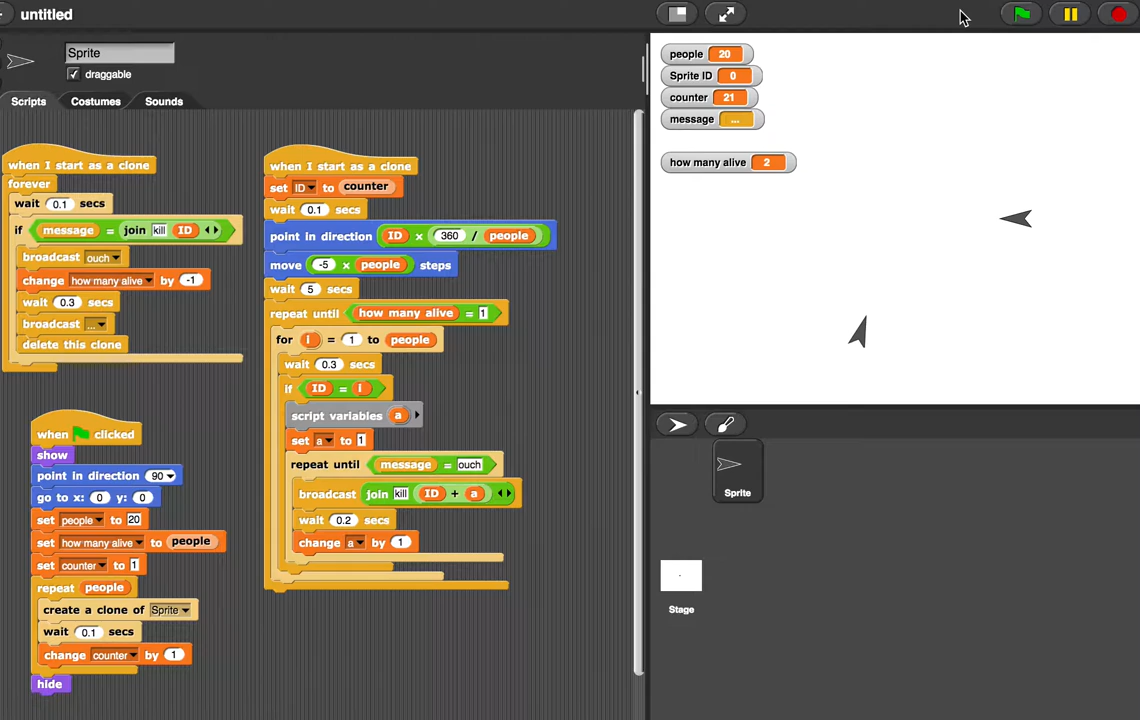 untitled
Sprite
draggable
Scripts Costumes Sounds
when I start as a clone
forever
wait 0.1 secs
if message = join kill ID
broadcast ouch
change how many alive by -1
wait 0.3 secs
broadcast ...
delete this clone
when clicked
show
point in direction 90
go to x: 0 y: 0
set people to 20
set how many alive to people
set counter to 1
repeat people
create a clone of Sprite
wait 0.1 secs
change counter by 1
hide
when I start as a clone
set ID to counter
wait 0.1 secs
point in direction ID × 360 / people
move -5 × people steps
wait 5 secs
repeat until how many alive = 1
for i = 1 to people
wait 0.3 secs
if ID = i
script variables a
set a to 1
repeat until message = ouch
broadcast join kill ID + a
wait 0.2 secs
change a by 1
people 20
Sprite ID 0
counter 21
message ...
how many alive 2
Sprite
Stage